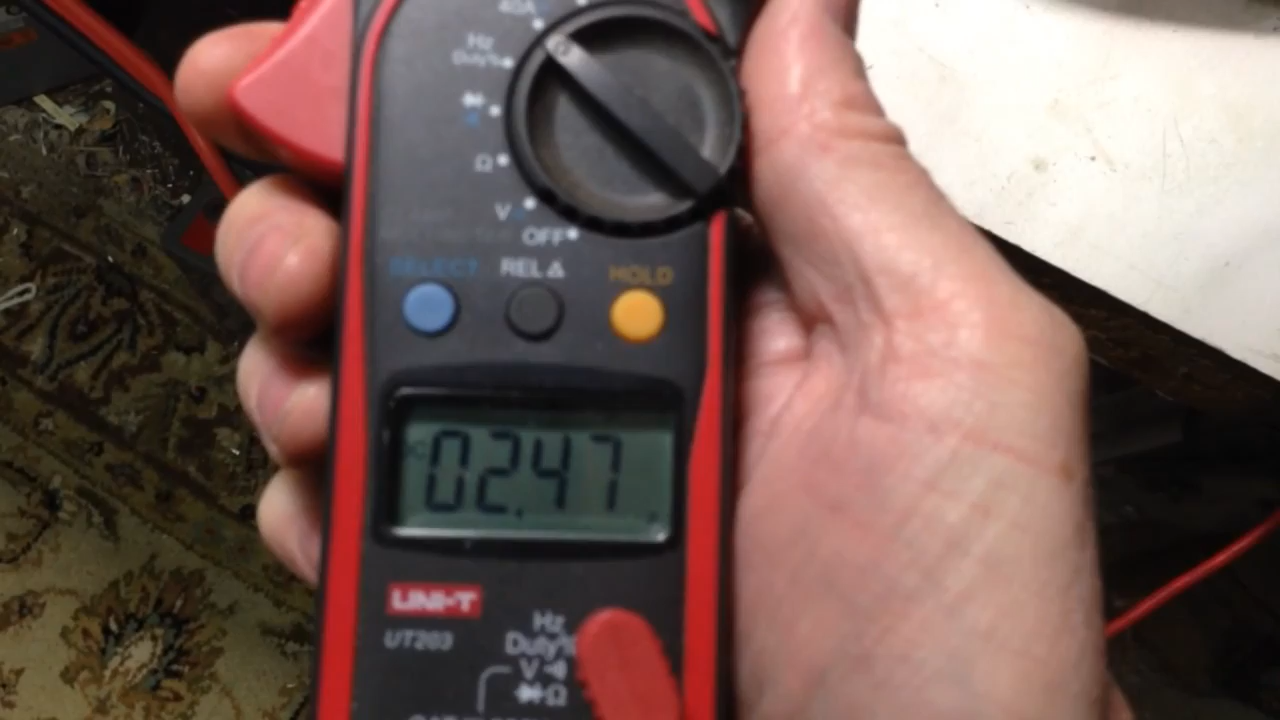 40A
Hz
Duty%
Ω
V
OFF
SELECT REL Δ HOLD
02.47
UNI-T
UT203
Hz
Duty%
V
Ω